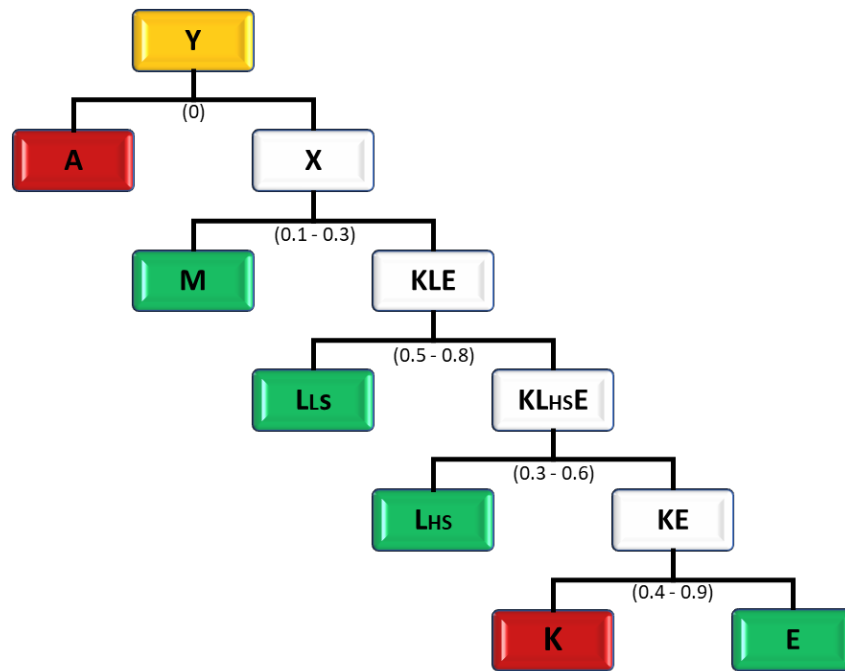 Y
(0)
A
X
(0.1 - 0.3)
M
KLE
(0.5 - 0.8)
LLS
KLHSE
(0.3 - 0.6)
LHS
KE
(0.4 - 0.9)
K
E